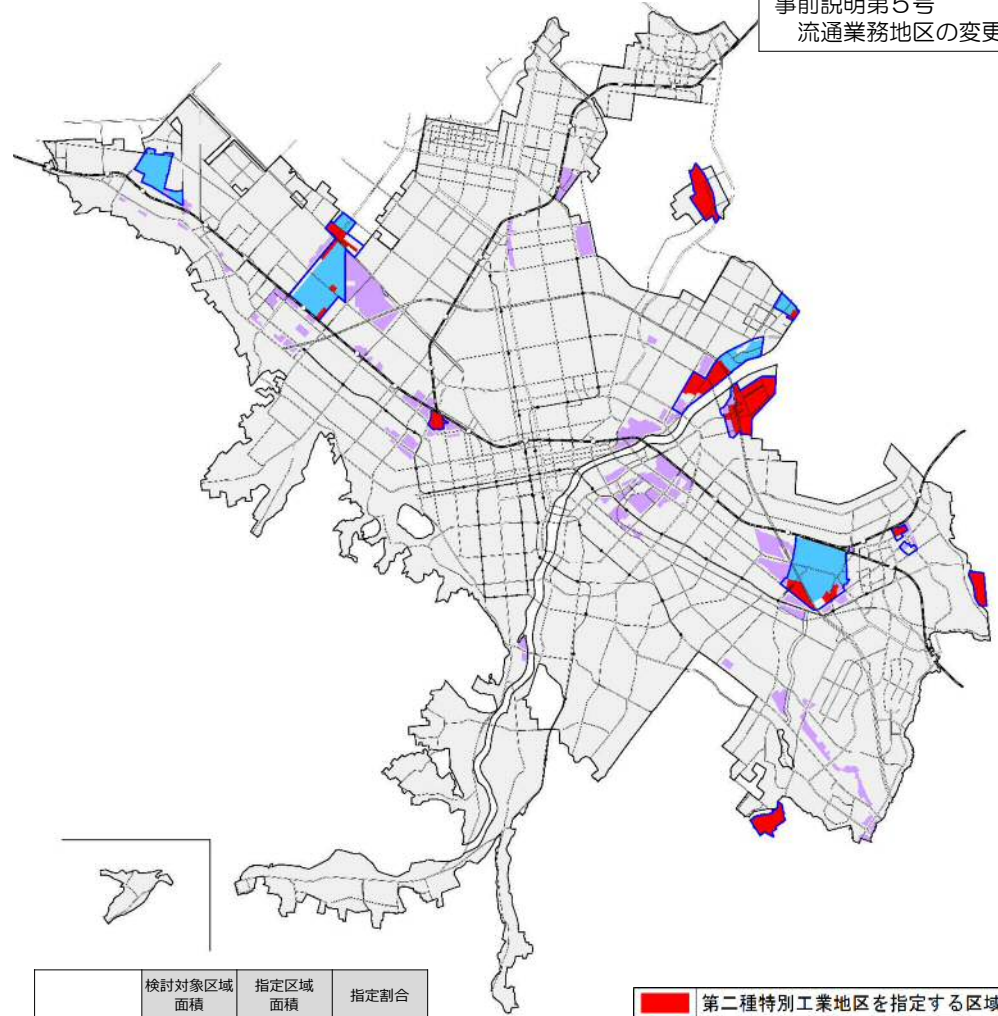 事前説明第5号
流通業務地区の変更
検討対象区域
面積
指定区域
面積
指定割合
第二種特別工業地区を指定する区域